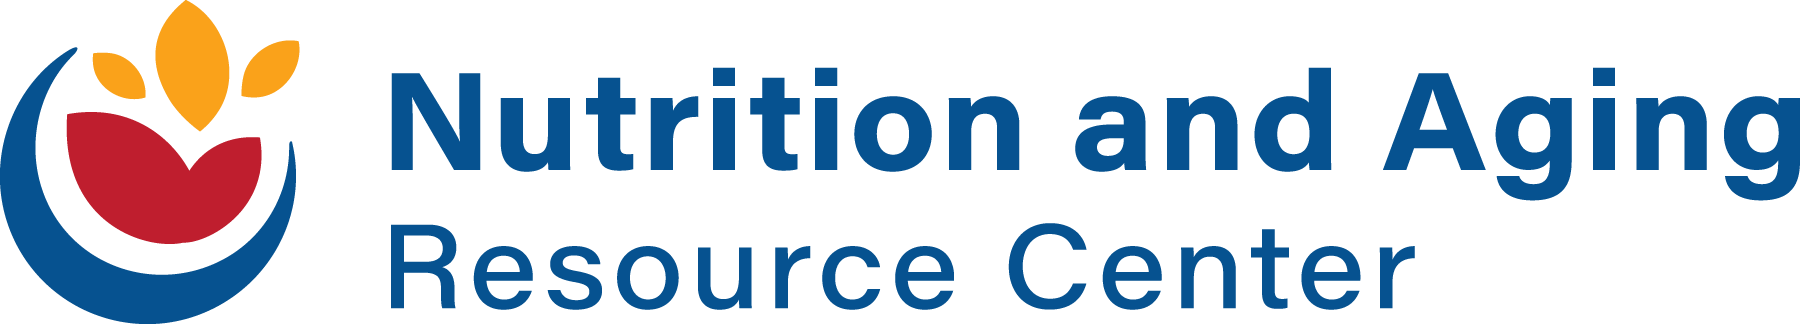 Nutrition and Aging
Resource Center